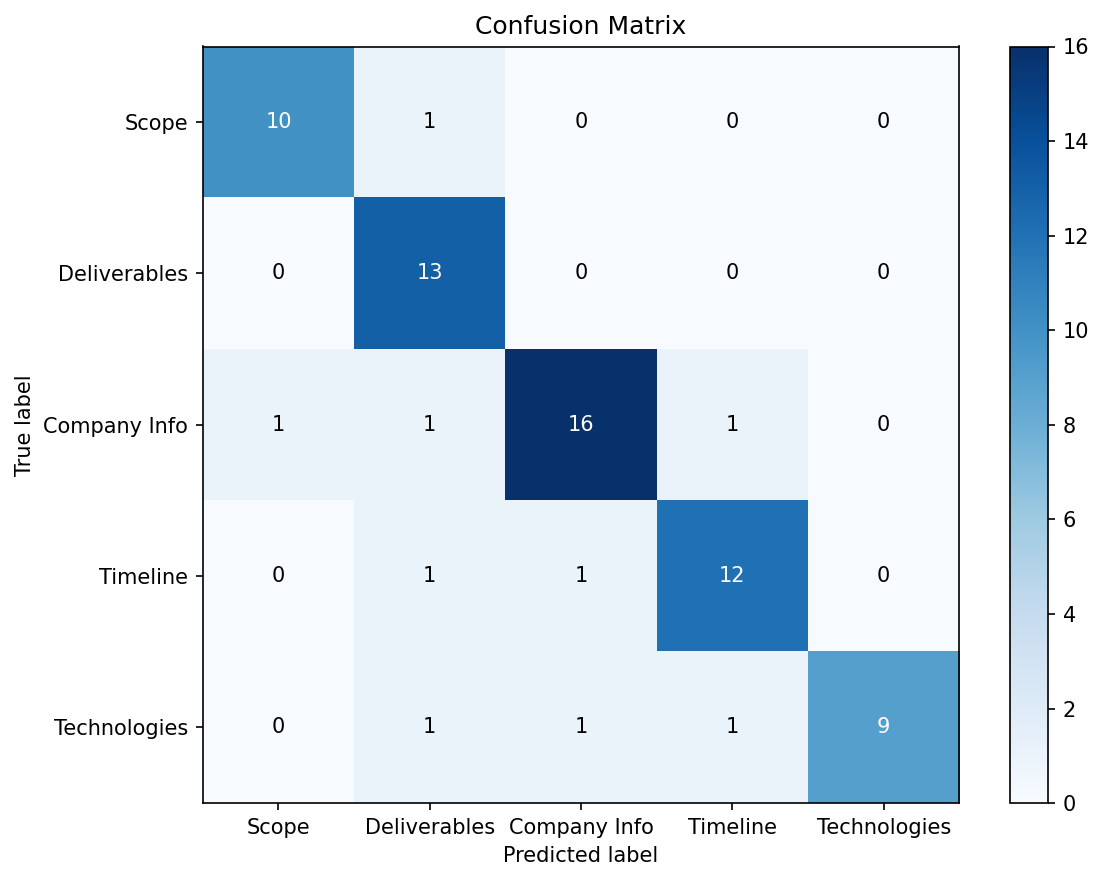 Confusion Matrix
True label
Scope 10 1 0 0 0
Deliverables 0 13 0 0 0
Company Info 1 1 16 1 0
Timeline 0 1 1 12 0
Technologies 0 1 1 1 9
Scope Deliverables Company Info Timeline Technologies
Predicted label
16
14
12
10
8
6
4
2
0